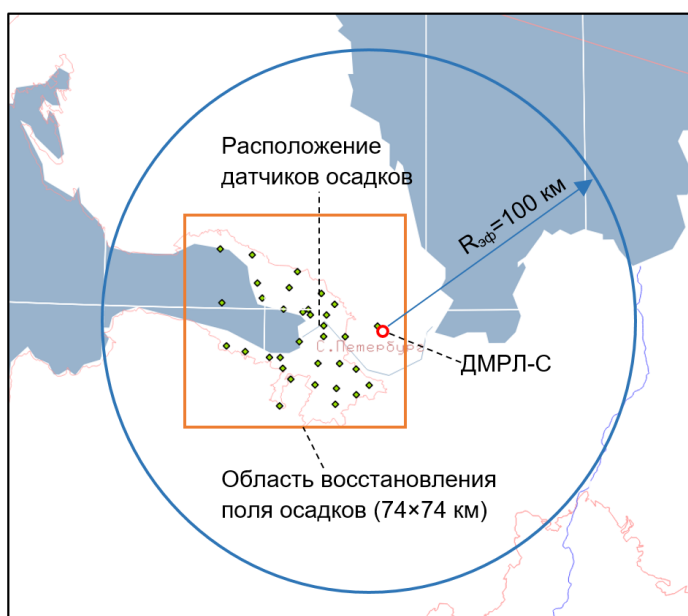 Расположение
датчиков осадков
Rэф=100 км
С.Петербург
ДМРЛ-С
Область восстановления
поля осадков (74×74 км)